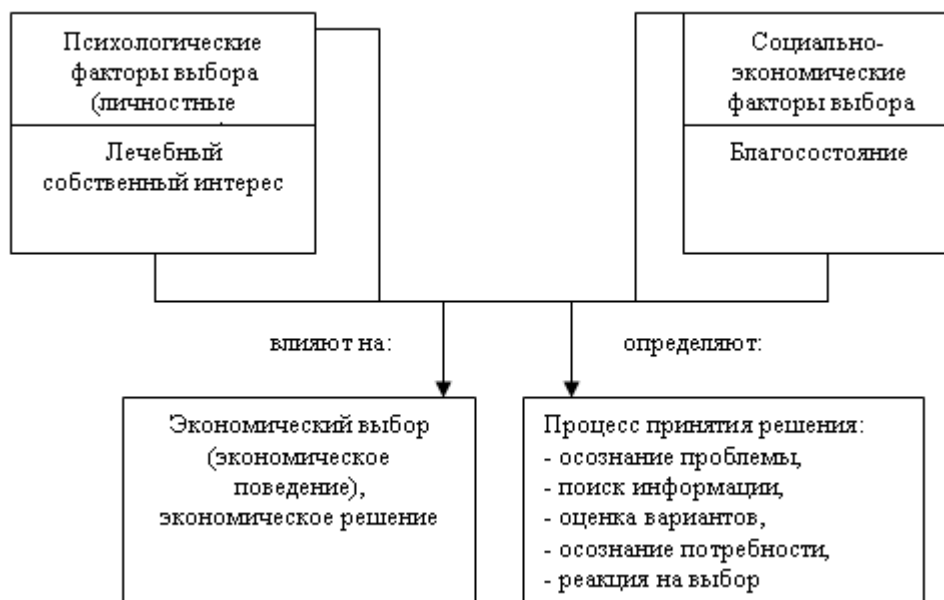 Психологические
факторы выбора
(личностные
Лечебный
собственный интерес
Социально-
экономические
факторы выбора
Благосостояние
влияют на:
определяют:
Экономический выбор
(экономическое
поведение),
экономическое решение
Процесс принятия решения:
- осознание проблемы,
- поиск информации,
- оценка вариантов,
- осознание потребности,
- реакция на выбор